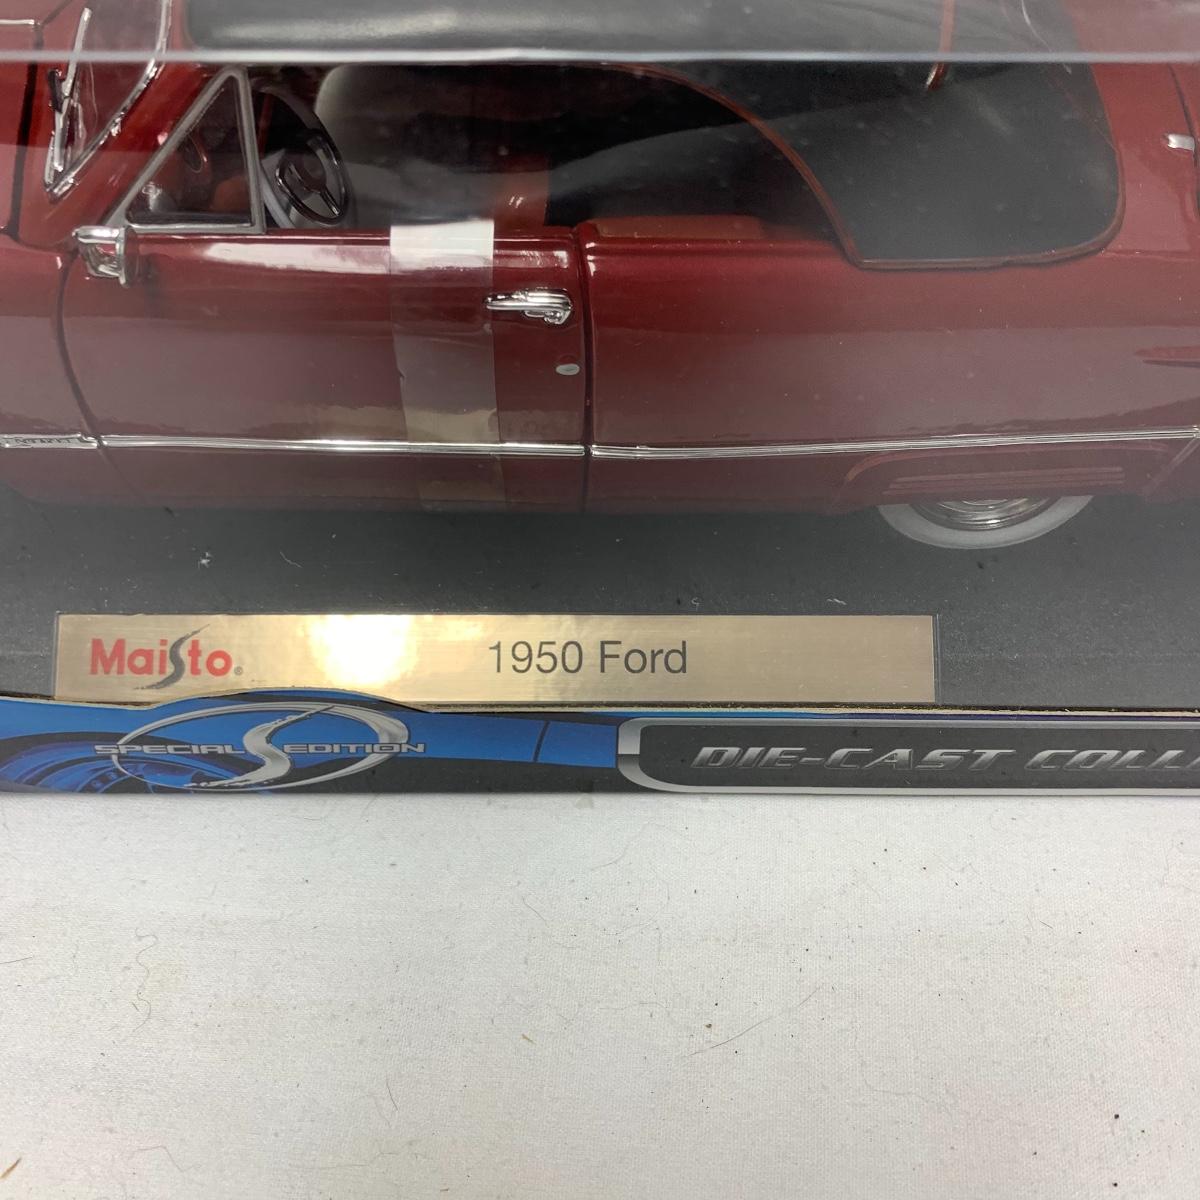 Maisto® 1950 Ford
SPECIAL S EDITION
DIE-CAST COLL